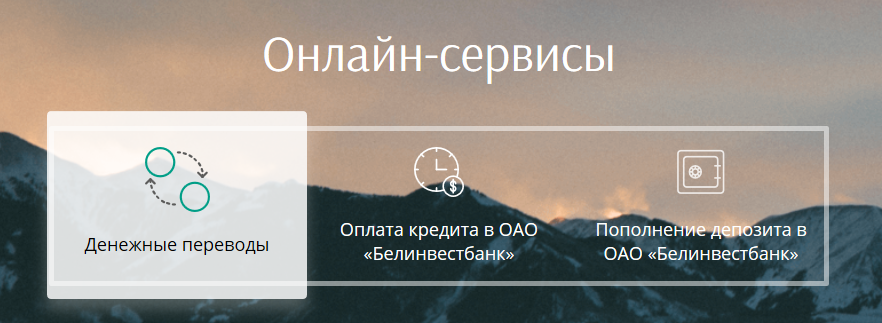 Онлайн-сервисы
Денежные переводы
Оплата кредита в ОАО
«Белинвестбанк»
Пополнение депозита в
ОАО «Белинвестбанк»